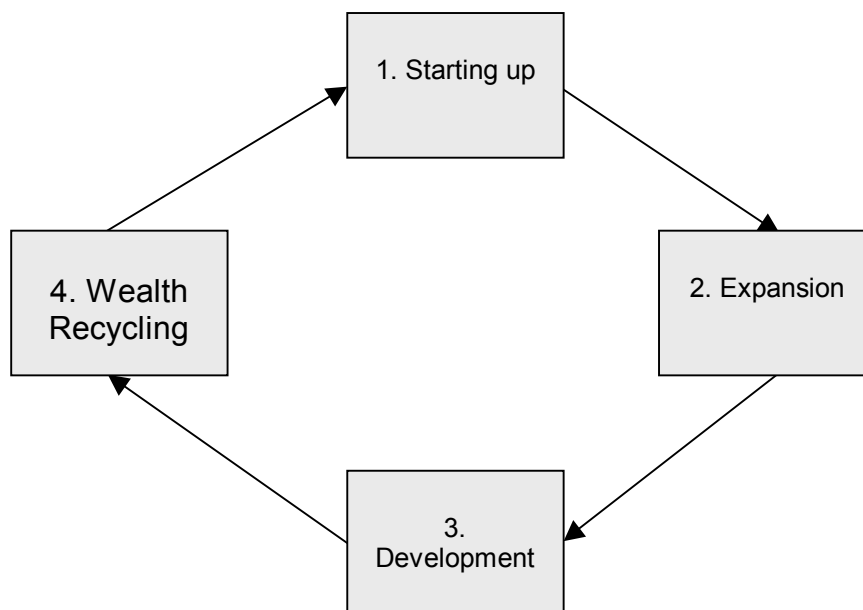 1. Starting up
2. Expansion
3.
Development
4. Wealth
Recycling